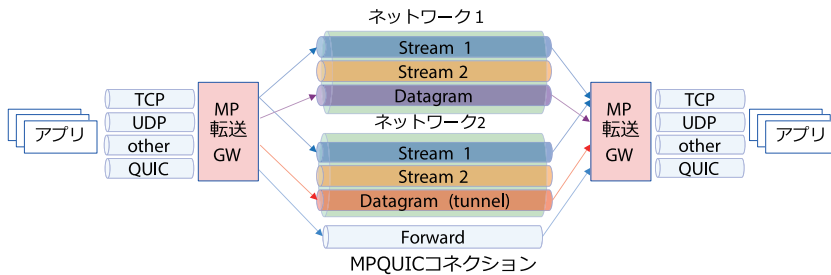 ネットワーク1
Stream 1
Stream 2
Datagram
ネットワーク2
Stream 1
Stream 2
Datagram (tunnel)
Forward
MPQUICコネクション
アプリ
TCP
UDP
other
QUIC
MP
転送
GW
MP
転送
GW
TCP
UDP
other
QUIC
アプリ